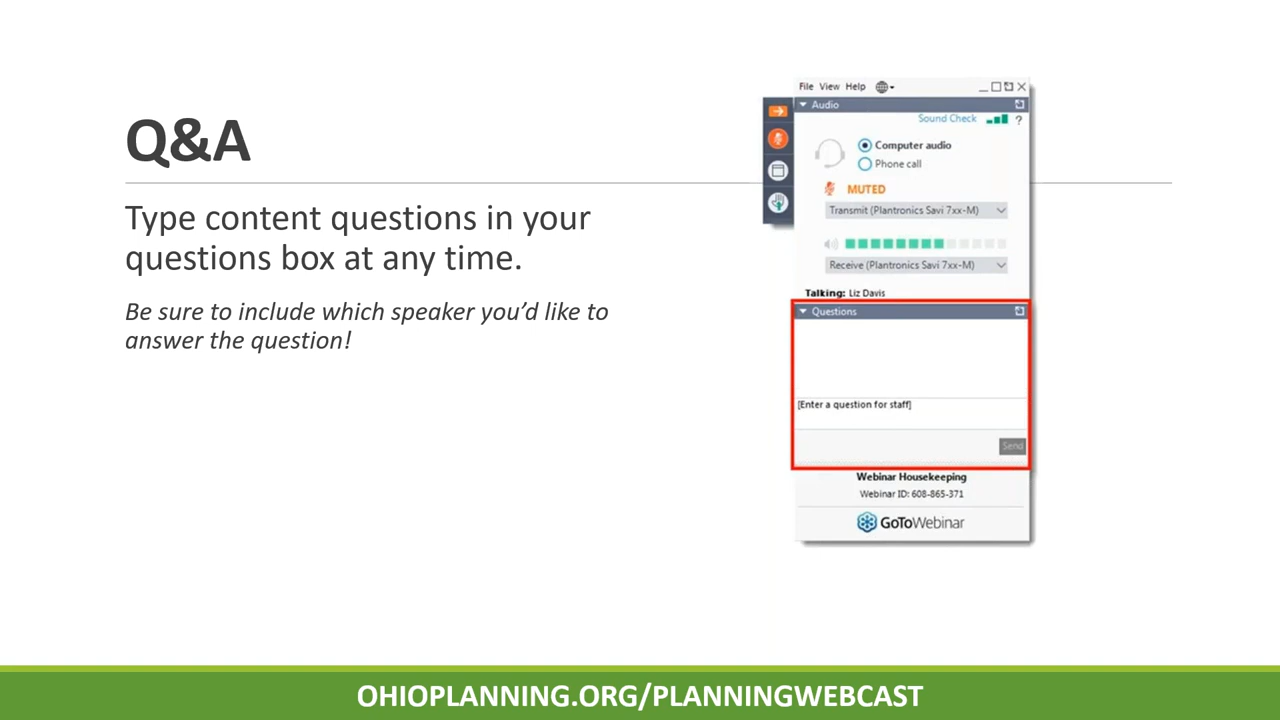 Q&A
Type content questions in your
questions box at any time.
Be sure to include which speaker you'd like to
answer the question!
File View Help
Audio
Sound Check ?
Computer audio
Phone call
MUTED
Transmit (Plantronics Savi 7xx-M)
Receive (Plantronics Savi 7xx-M)
Talking: Liz Davis
Questions
[Enter a question for staff]
Send
Webinar Housekeeping
Webinar ID: 608-865-371
GoToWebinar
OHIOPLANNING.ORG/PLANNINGWEBCAST